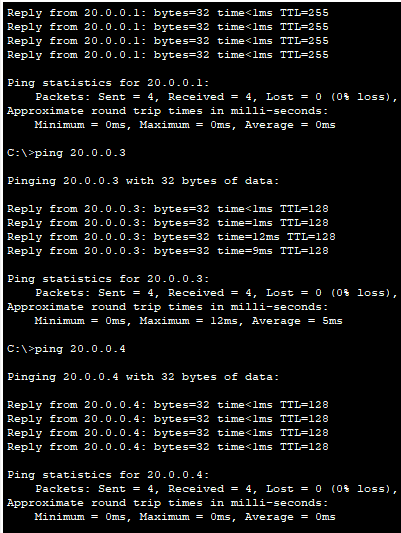 Reply from 20.0.0.1: bytes=32 time<1ms TTL=255
Reply from 20.0.0.1: bytes=32 time<1ms TTL=255
Reply from 20.0.0.1: bytes=32 time<1ms TTL=255
Reply from 20.0.0.1: bytes=32 time<1ms TTL=255
Ping statistics for 20.0.0.1:
Packets: Sent = 4, Received = 4, Lost = 0 (0% loss),
Approximate round trip times in milli-seconds:
Minimum = 0ms, Maximum = 0ms, Average = 0ms
C:\>ping 20.0.0.3
Pinging 20.0.0.3 with 32 bytes of data:
Reply from 20.0.0.3: bytes=32 time<1ms TTL=128
Reply from 20.0.0.3: bytes=32 time=1ms TTL=128
Reply from 20.0.0.3: bytes=32 time=12ms TTL=128
Reply from 20.0.0.3: bytes=32 time=9ms TTL=128
Ping statistics for 20.0.0.3:
Packets: Sent = 4, Received = 4, Lost = 0 (0% loss),
Approximate round trip times in milli-seconds:
Minimum = 0ms, Maximum = 12ms, Average = 5ms
C:\>ping 20.0.0.4
Pinging 20.0.0.4 with 32 bytes of data:
Reply from 20.0.0.4: bytes=32 time<1ms TTL=128
Reply from 20.0.0.4: bytes=32 time<1ms TTL=128
Reply from 20.0.0.4: bytes=32 time<1ms TTL=128
Reply from 20.0.0.4: bytes=32 time<1ms TTL=128
Ping statistics for 20.0.0.4:
Packets: Sent = 4, Received = 4, Lost = 0 (0% loss),
Approximate round trip times in milli-seconds:
Minimum = 0ms, Maximum = 0ms, Average = 0ms